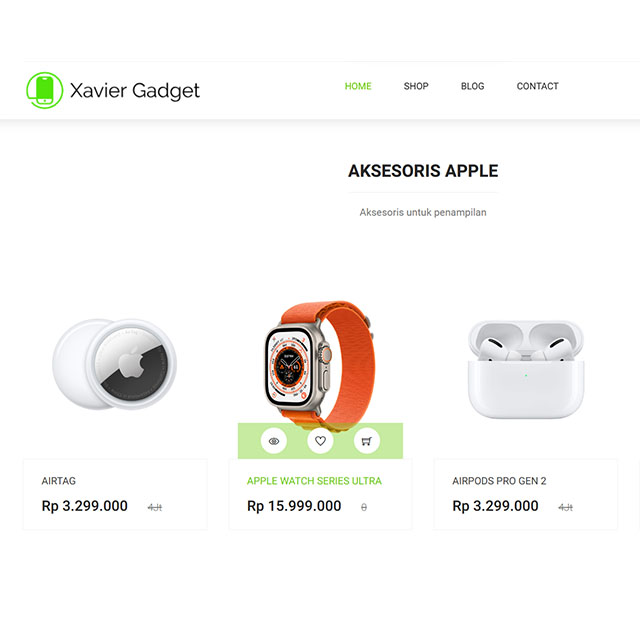 Xavier Gadget
HOME SHOP BLOG CONTACT
AKSESORIS APPLE
Aksesoris untuk penampilan
AIRTAG
Rp 3.299.000 4Jt
APPLE WATCH SERIES ULTRA
Rp 15.999.000 0
AIRPODS PRO GEN 2
Rp 3.299.000 4Jt